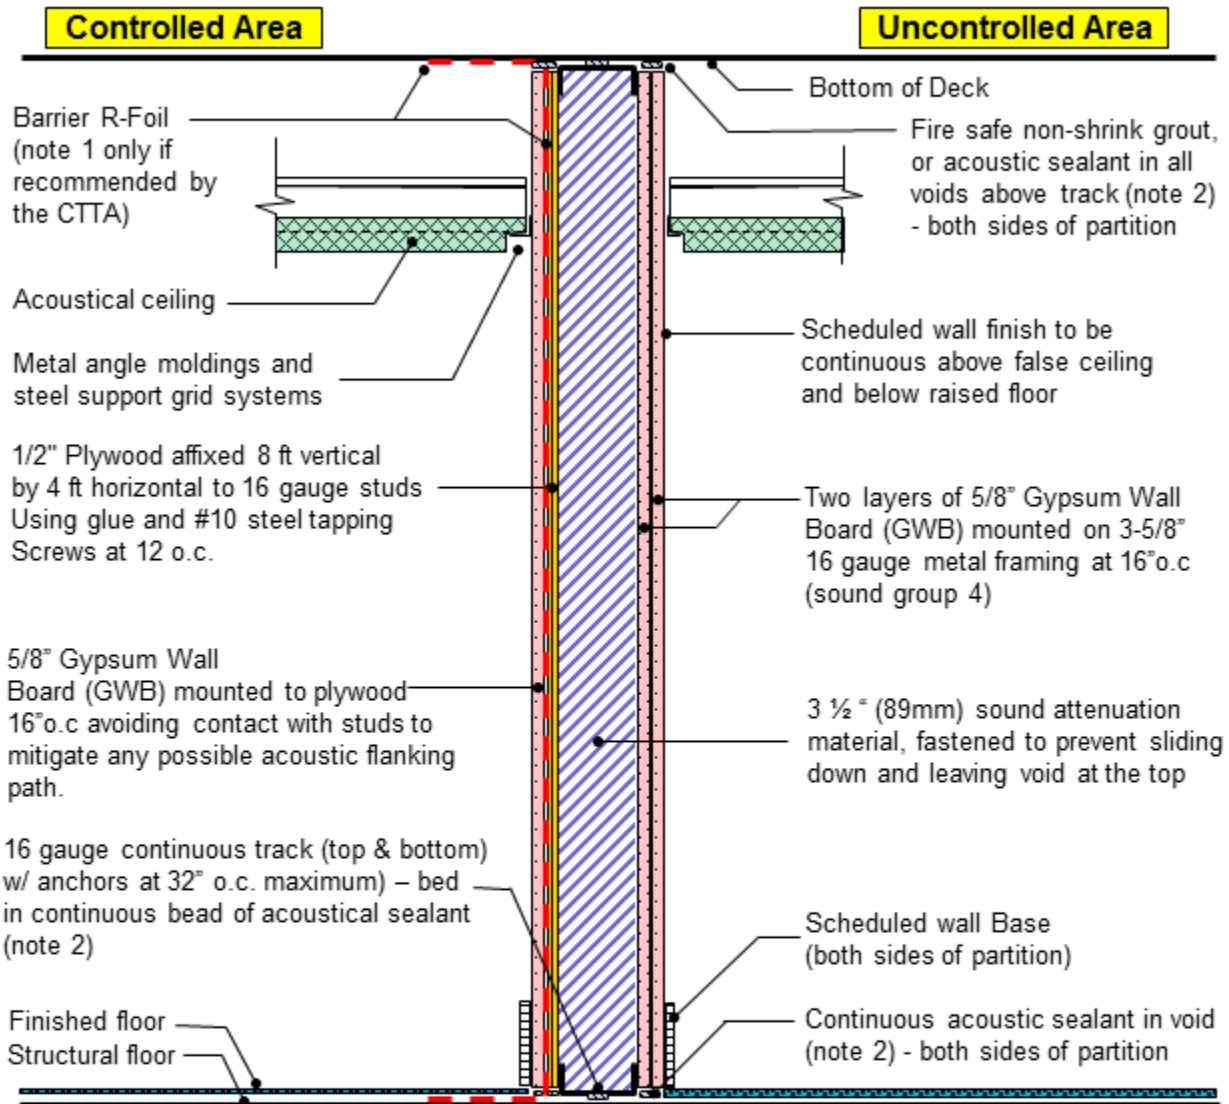 Controlled Area
Uncontrolled Area
Barrier R-Foil
(note 1 only if
recommended by
the CTTA)
Acoustical ceiling
Metal angle moldings and
steel support grid systems
1/2" Plywood affixed 8 ft vertical
by 4 ft horizontal to 16 gauge studs
Using glue and #10 steel tapping
Screws at 12 o.c.
5/8” Gypsum Wall
Board (GWB) mounted to plywood
16”o.c avoiding contact with studs to
mitigate any possible acoustic flanking
path.
16 gauge continuous track (top & bottom)
w/ anchors at 32” o.c. maximum) – bed
in continuous bead of acoustical sealant
(note 2)
Finished floor
Structural floor
Bottom of Deck
Fire safe non-shrink grout,
or acoustic sealant in all
voids above track (note 2)
- both sides of partition
Scheduled wall finish to be
continuous above false ceiling
and below raised floor
Two layers of 5/8” Gypsum Wall
Board (GWB) mounted on 3-5/8”
16 gauge metal framing at 16”o.c
(sound group 4)
3 ½ “ (89mm) sound attenuation
material, fastened to prevent sliding
down and leaving void at the top
Scheduled wall Base
(both sides of partition)
Continuous acoustic sealant in void
(note 2) - both sides of partition